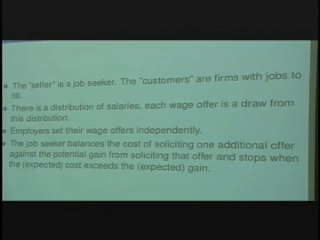 The "seller" is a job seeker. The "customers" are firms with jobs to
fill.
There is a distribution of salaries, each wage offer is a draw from
this distribution.
Employers set their wage offers independently.
The job seeker balances the cost of soliciting one additional offer
against the potential gain from soliciting that offer and stops when
the (expected) cost exceeds the (expected) gain.